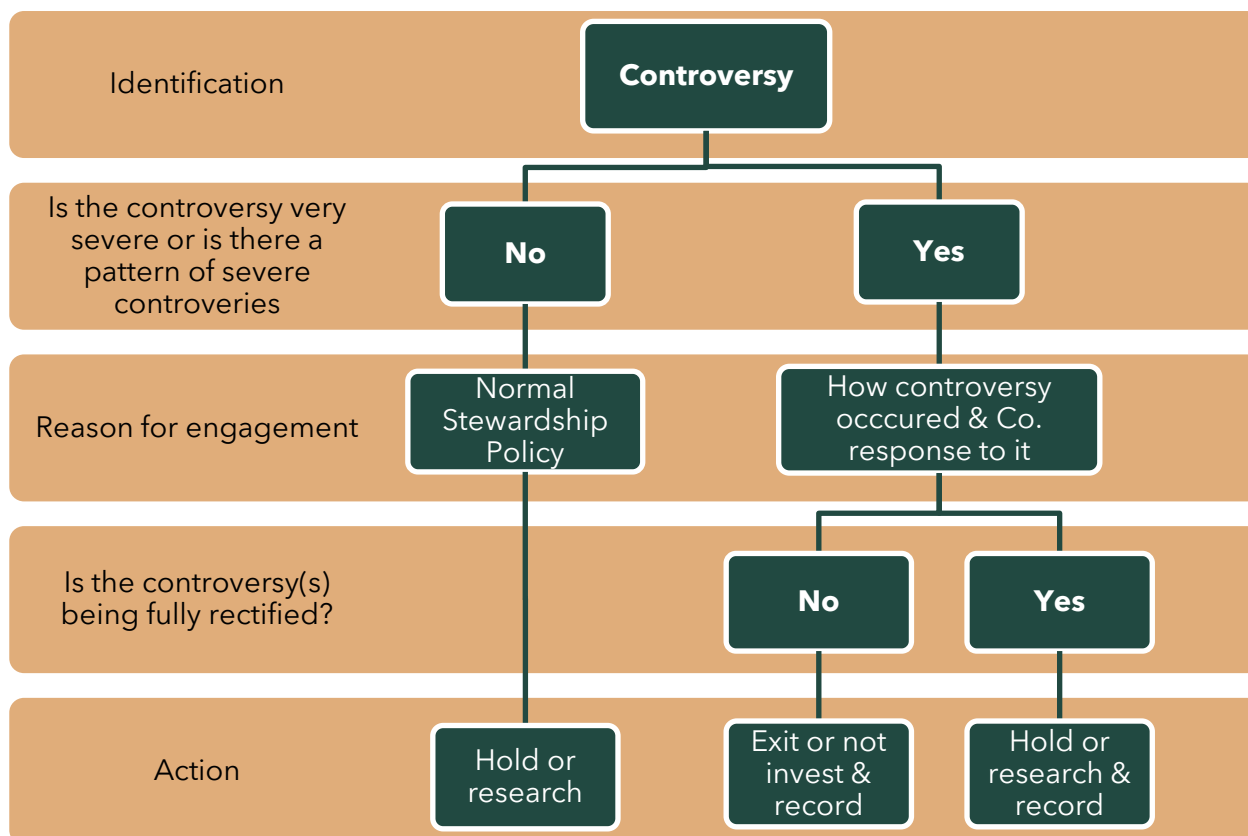 Identification
Controversy
Is the controversy very
severe or is there a
pattern of severe
controveries
No
Yes
Reason for engagement
Normal
Stewardship
Policy
How controversy
occcured & Co.
response to it
Is the controversy(s)
being fully rectified?
No
Yes
Action
Hold or
research
Exit or not
invest &
record
Hold or
research &
record